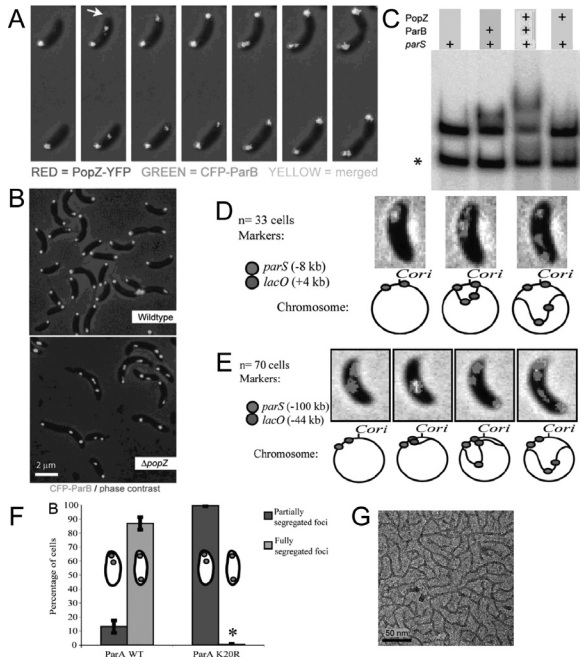 A
RED = PopZ-YFP GREEN = CFP-ParB YELLOW = merged
B
Wildtype
ΔpopZ
2 μm
CFP-ParB / phase contrast
C
PopZ + +
ParB + +
parS + + + +
*
D
n= 33 cells
Markers:
parS (-8 kb)
lacO (+4 kb)
Chromosome:
Cori Cori Cori
E
n= 70 cells
Markers:
parS (-100 kb)
lacO (-44 kb)
Chromosome:
Cori Cori Cori Cori
F
B
Percentage of cells
100
90
80
70
60
50
40
30
20
10
0
Partially segregated foci
Fully segregated foci
*
ParA WT ParA K20R
G
50 nm